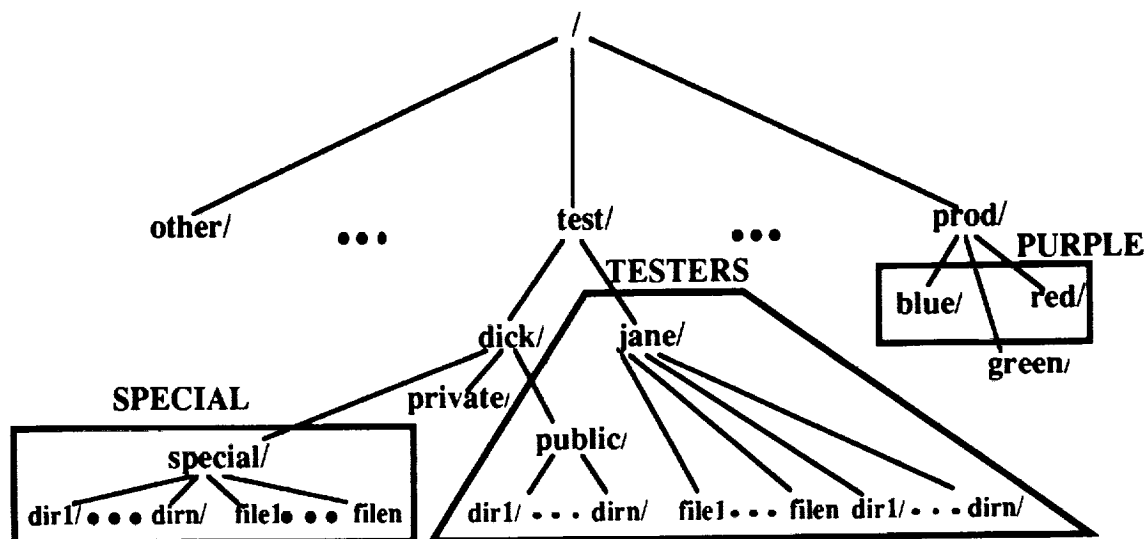 /
other/ ••• test/ ••• prod/
PURPLE
TESTERS
blue/ red/
dick/ jane/
green/
SPECIAL private/
public/
special/
dir1/ ••• dirn/ file1 ••• filen dir1/ ••• dirn/ file1 ••• filen dir1/ ••• dirn/